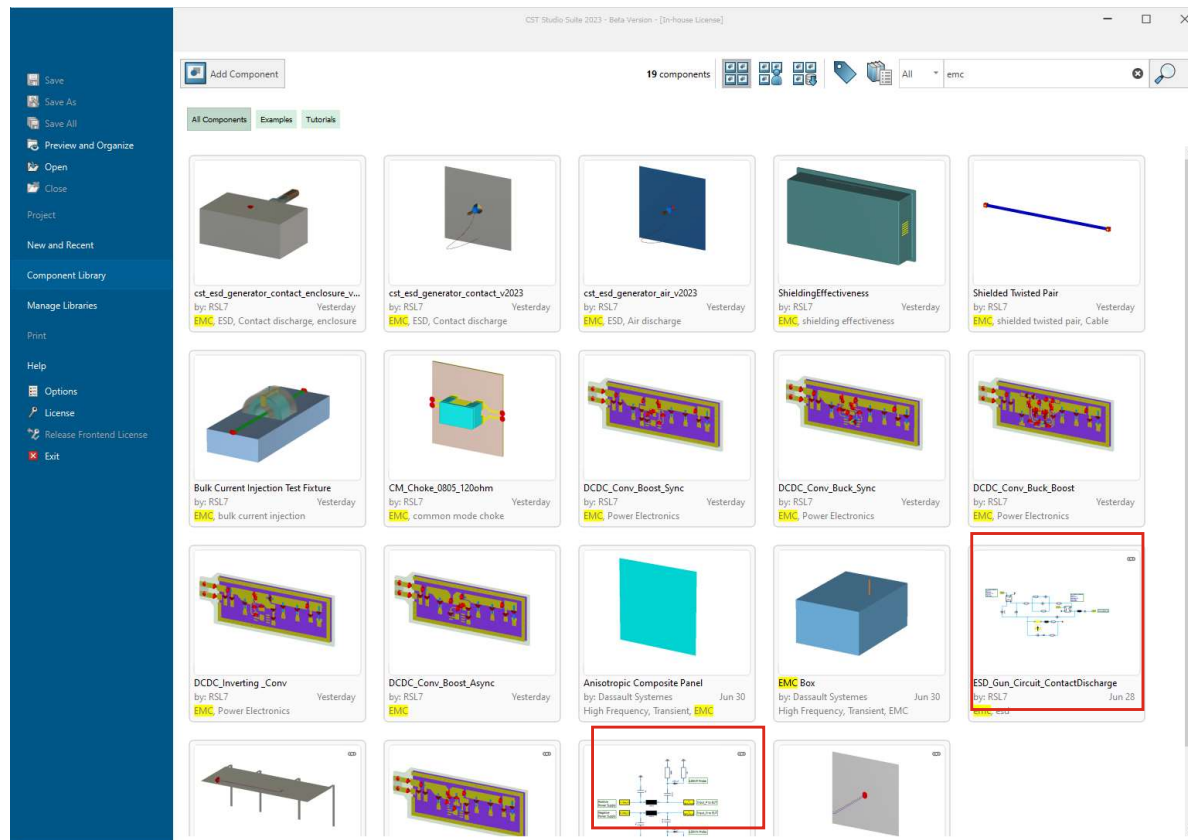 CST Studio Suite 2023 - Beta Version - [In-house License]
Save
Save As
Save All
Preview and Organize
Open
Close
Project
New and Recent
Component Library
Manage Libraries
Print
Help
Options
License
Release Frontend License
Exit
Add Component
19 components
All
emc
All Components
Examples
Tutorials
cst_esd_generator_contact_enclosure_v...
by: RSL7 Yesterday
EMC, ESD, Contact discharge, enclosure
cst_esd_generator_contact_v2023
by: RSL7 Yesterday
EMC, ESD, Contact discharge
cst_esd_generator_air_v2023
by: RSL7 Yesterday
EMC, ESD, Air discharge
ShieldingEffectiveness
by: RSL7 Yesterday
EMC, shielding effectiveness
Shielded Twisted Pair
by: RSL7 Yesterday
EMC, shielded twisted pair, Cable
Bulk Current Injection Test Fixture
by: RSL7 Yesterday
EMC, bulk current injection
CM_Choke_0805_120ohm
by: RSL7 Yesterday
EMC, common mode choke
DCDC_Conv_Boost_Sync
by: RSL7 Yesterday
EMC, Power Electronics
DCDC_Conv_Buck_Sync
by: RSL7 Yesterday
EMC, Power Electronics
DCDC_Conv_Buck_Boost
by: RSL7 Yesterday
EMC, Power Electronics
DCDC_Inverting _Conv
by: RSL7 Yesterday
EMC, Power Electronics
DCDC_Conv_Boost_Async
by: RSL7 Yesterday
EMC
Anisotropic Composite Panel
by: Dassault Systemes Jun 30
High Frequency, Transient, EMC
EMC Box
by: Dassault Systemes Jun 30
High Frequency, Transient, EMC
ESD_Gun_Circuit_ContactDischarge
by: RSL7 Jun 28
EMC, esd